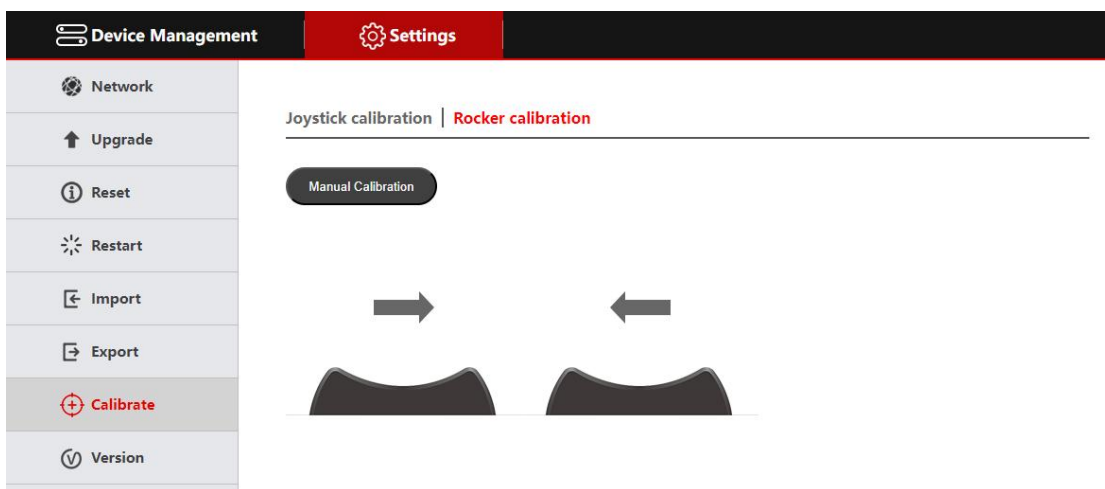 Device Management
Settings
Network
Upgrade
Reset
Restart
Import
Export
Calibrate
Version
Joystick calibration | Rocker calibration
Manual Calibration